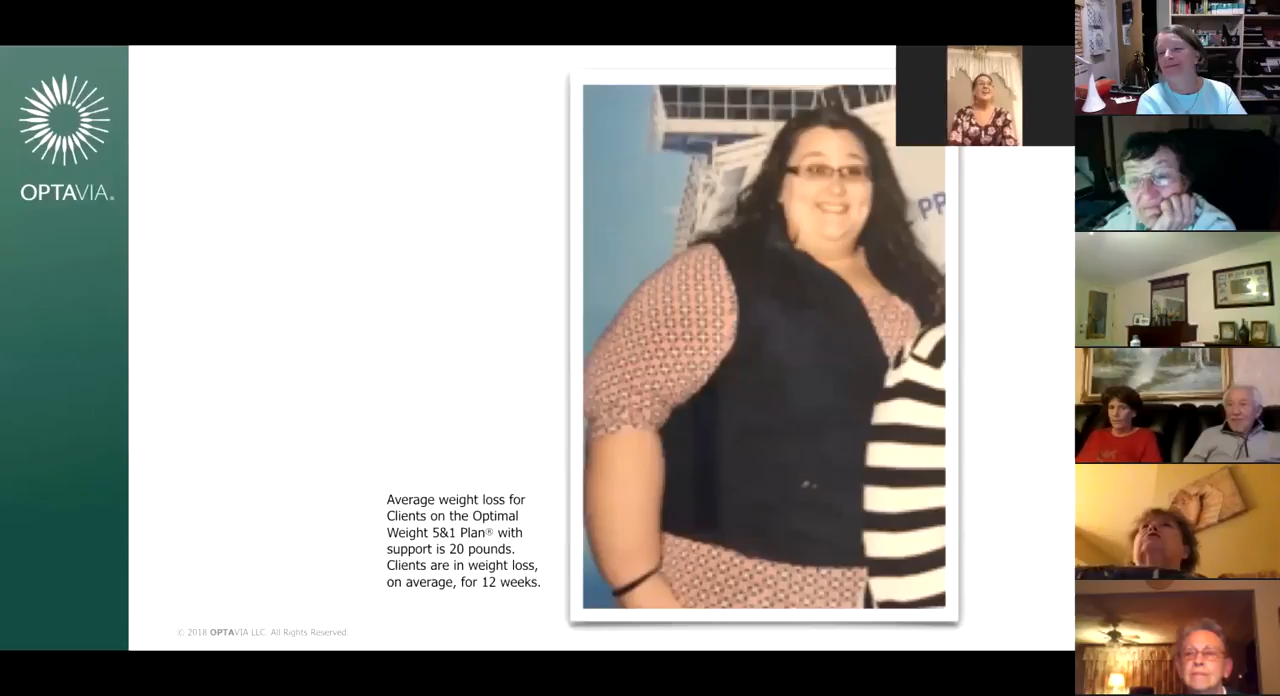 OPTAVIA®
Average weight loss for
Clients on the Optimal
Weight 5&1 Plan® with
support is 20 pounds.
Clients are in weight loss,
on average, for 12 weeks.
PP
© 2018 OPTAVIA LLC. All Rights Reserved.